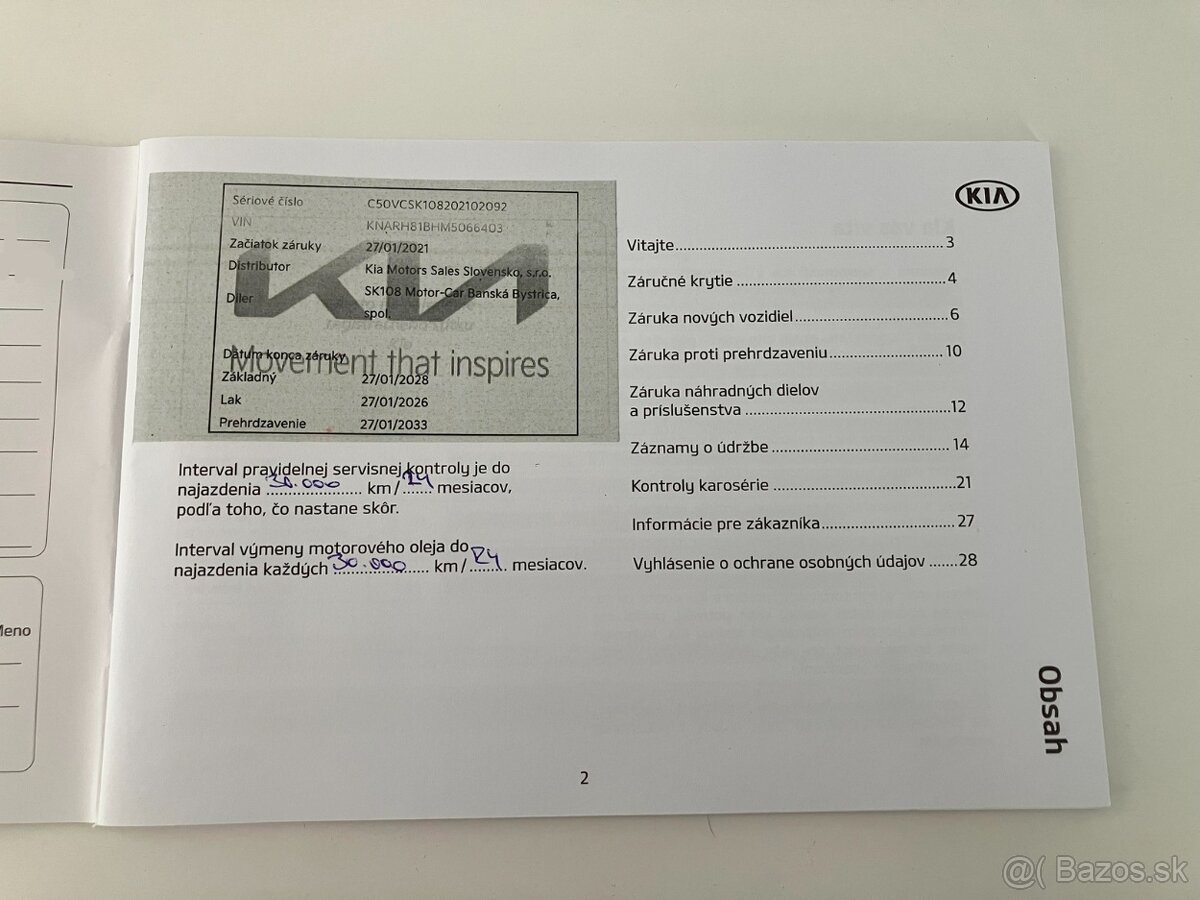 Sériové číslo C50VCSK108202102092
VIN KNARH81BHM5066403
Začiatok záruky 27/01/2021
Distributor Kia Motors Sales Slovensko, s.r.o.
Díler SK108 Motor-Car Banská Bystrica,
spol.
KIA
Movement that inspires
Dátum konca záruky
Základný 27/01/2028
Lak 27/01/2026
Prehrdzavenie 27/01/2033
Interval pravidelnej servisnej kontroly je do
najazdenia 30.000 km/24 mesiacov,
podľa toho, čo nastane skôr.
Interval výmeny motorového oleja do
najazdenia každých 30.000 km/24 mesiacov.
KIA
Vitajte 3
Záručné krytie 4
Záruka nových vozidiel 6
Záruka proti prehrdzaveniu 10
Záruka náhradných dielov
a príslušenstva 12
Záznamy o údržbe 14
Kontroly karosérie 21
Informácie pre zákazníka 27
Vyhlásenie o ochrane osobných údajov 28
Obsah
2
Meno
@( Bazos.sk